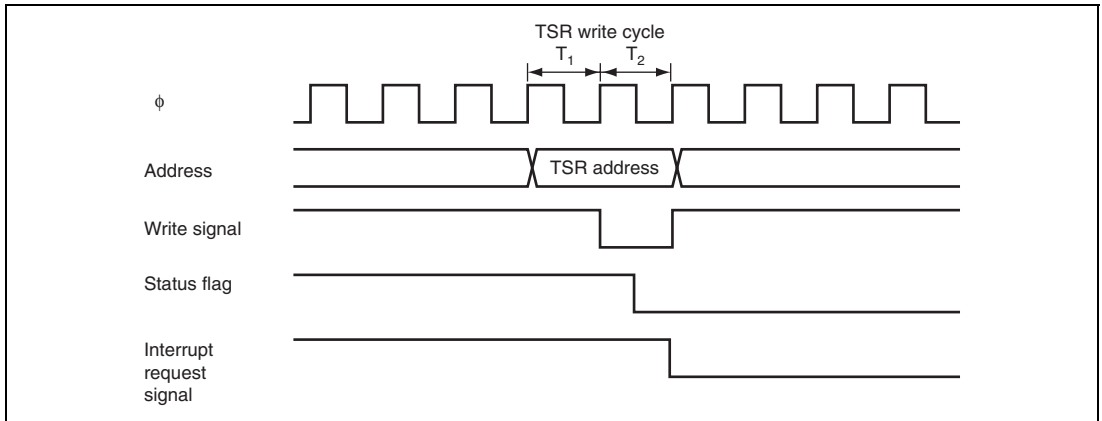 TSR write cycle
T₁ T₂
φ
Address
TSR address
Write signal
Status flag
Interrupt
request
signal